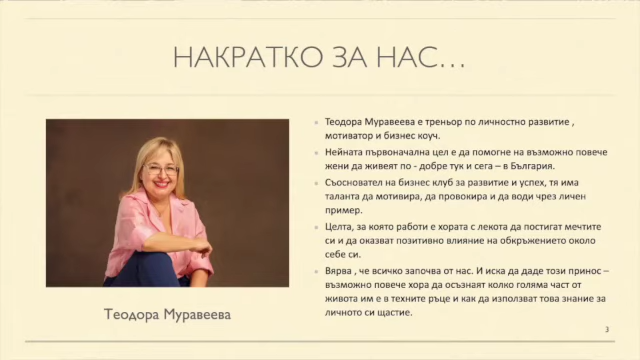 НАКРАТКО ЗА НАС...
Теодора Муравеева е треньор по личностно развитие ,
мотиватор и бизнес коуч.
Нейната първоначална цел е да помогне на възможно повече
жени да живеят по - добре тук и сега – в България.
Съосновател на бизнес клуб за развитие и успех, тя има
таланта да мотивира, да провокира и да води чрез личен
пример.
Целта, за която работи е хората с лекота да постигат мечтите
си и да оказват позитивно влияние на обкръжението около
себе си.
Вярва , че всичко започва от нас. И иска да даде този принос –
възможно повече хора да осъзнаят колко голяма част от
живота им е в техните ръце и как да използват това знание за
личното си щастие.
Теодора Муравеева
3